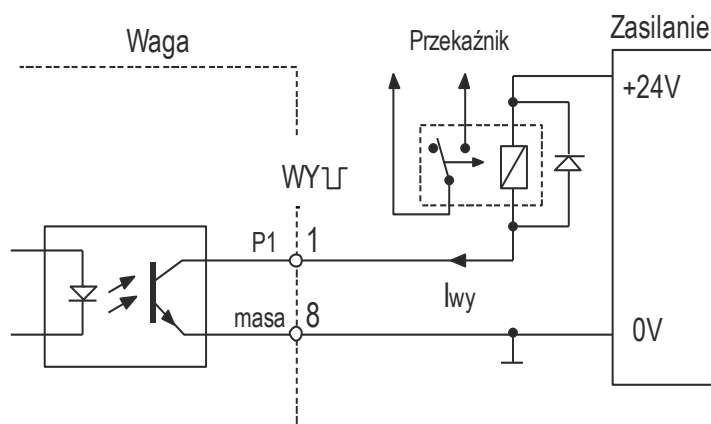 Zasilanie
Waga
Przekaźnik
+24V
WY
P1
1
Iwy
masa
8
0V